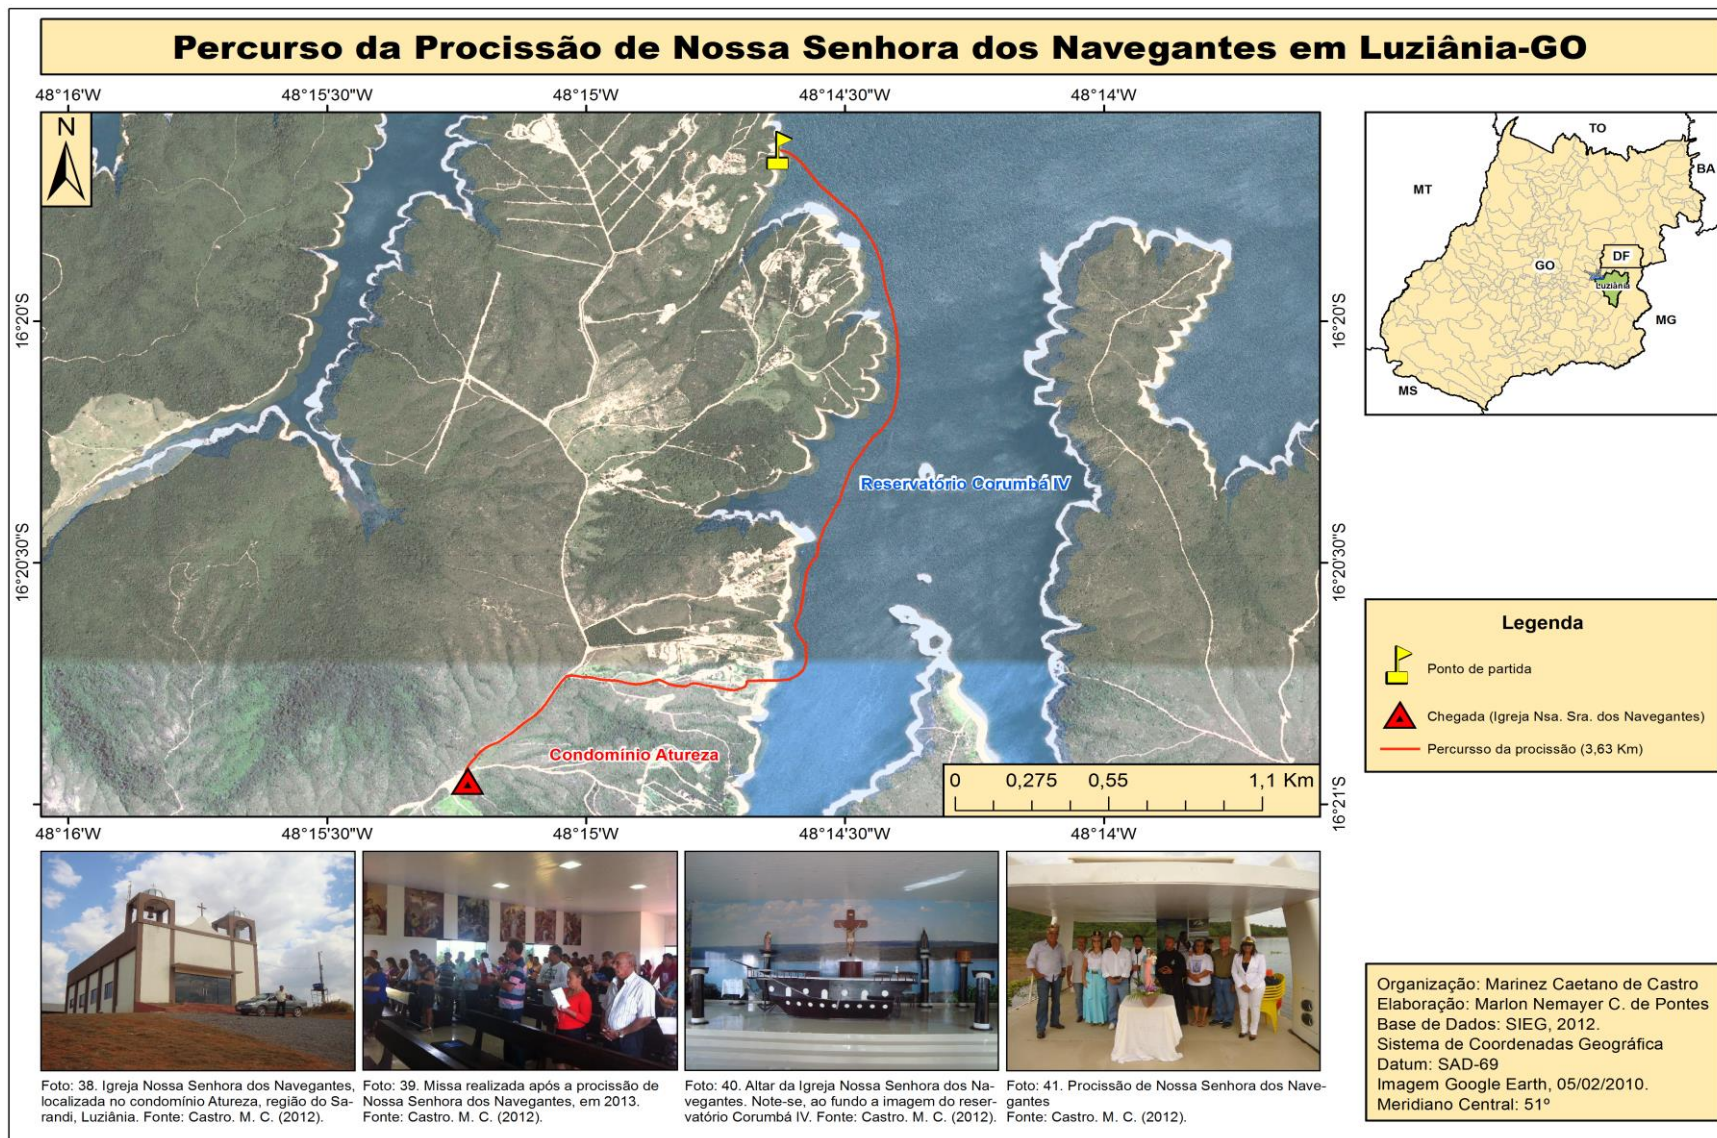 Percurso da Procissão de Nossa Senhora dos Navegantes em Luziânia-GO
48°16'W
48°15'30"W
48°15'W
48°14'30"W
48°14'W
N
16°20'S
16°20'30"S
16°20'S
16°20'30"S
16°21'S
Reservatório Corumbá IV
Condomínio Atureza
0 0,275 0,55 1,1 Km
48°16'W
48°15'30"W
48°15'W
48°14'30"W
48°14'W
TO
BA
MT
DF
GO
Luziânia
MG
MS
Legenda
Ponto de partida
Chegada (Igreja Nsa. Sra. dos Navegantes)
Percursso da procissão (3,63 Km)
Foto: 38. Igreja Nossa Senhora dos Navegantes,
localizada no condomínio Atureza, região do Sa-
randi, Luziânia. Fonte: Castro. M. C. (2012).
Foto: 39. Missa realizada após a procissão de
Nossa Senhora dos Navegantes, em 2013.
Fonte: Castro. M. C. (2012).
Foto: 40. Altar da Igreja Nossa Senhora dos Na-
vegantes. Note-se, ao fundo a imagem do reser-
vatório Corumbá IV. Fonte: Castro. M. C. (2012).
Foto: 41. Procissão de Nossa Senhora dos Nave-
gantes
Fonte: Castro. M. C. (2012).
Organização: Marinez Caetano de Castro
Elaboração: Marlon Nemayer C. de Pontes
Base de Dados: SIEG, 2012.
Sistema de Coordenadas Geográfica
Datum: SAD-69
Imagem Google Earth, 05/02/2010.
Meridiano Central: 51º